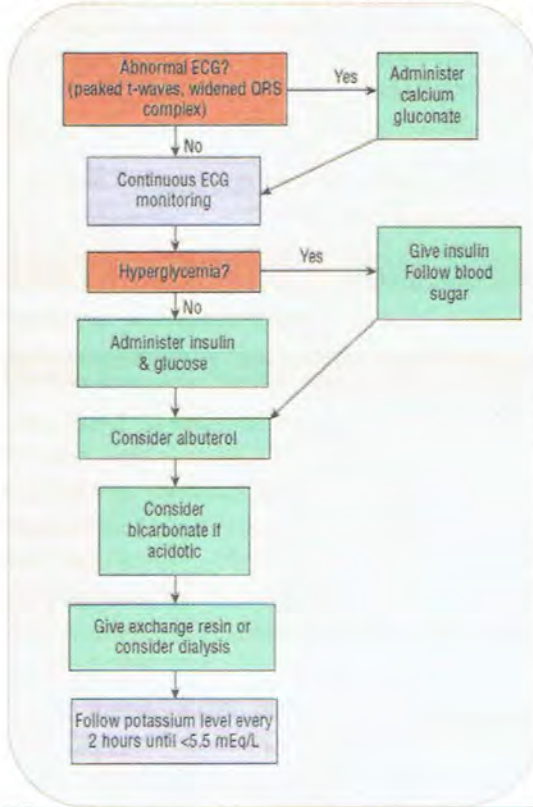 Abnormal ECG?
(peaked t-waves, widened QRS
complex)
Yes
Administer
calcium
gluconate
No
Continuous ECG
monitoring
Hyperglycemia?
Yes
Give insulin
Follow blood
sugar
No
Administer insulin
& glucose
Consider albuterol
Consider
bicarbonate if
acidotic
Give exchange resin or
consider dialysis
Follow potassium level every
2 hours until <5.5 mEq/L